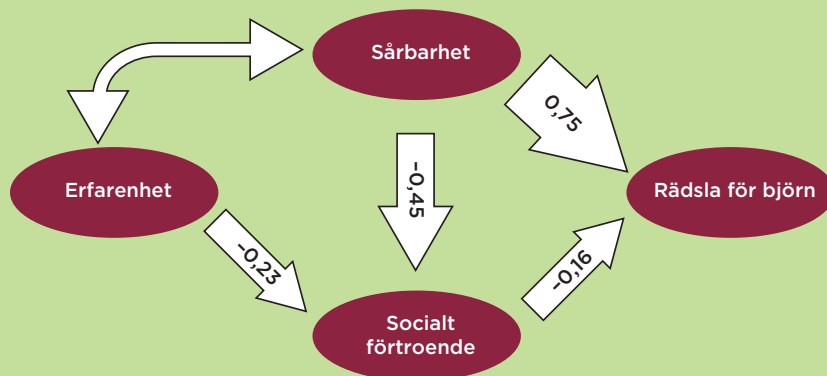 Sårbarhet
0,75
Erfarenhet
-0,45
Rädsla för björn
-0,23
-0,16
Socialt
förtroende